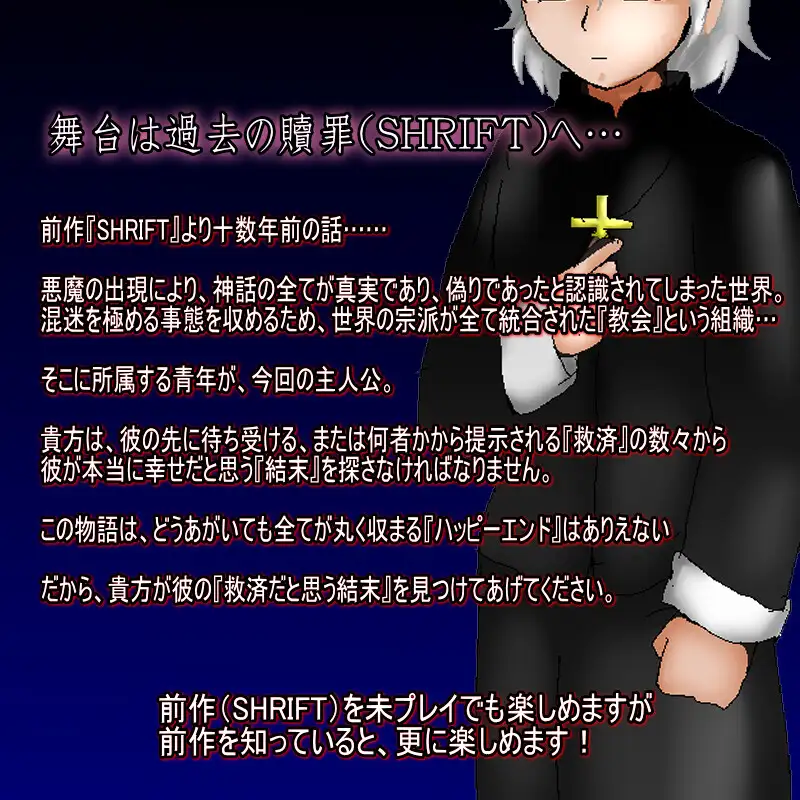 舞台は過去の贖罪(SHRIFT)へ…
前作『SHRIFT』より十数年前の話……
悪魔の出現により、神話の全てが真実であり、偽りであったと認識されてしまった世界。
混迷を極める事態を収めるため、世界の宗派が全て統合された『教会』という組織…
そこに所属する青年が、今回の主人公。
貴方は、彼の先に待ち受ける、または何者かから提示される『救済』の数々から
彼が本当に幸せだと思う『結末』を探さなければなりません。
この物語は、どうあがいても全てが丸く収まる『ハッピーエンド』はありえない
だから、貴方が彼の『救済だと思う結末』を見つけてあげてください。
前作(SHRIFT)を未プレイでも楽しめますが
前作を知っていると、更に楽しめます！